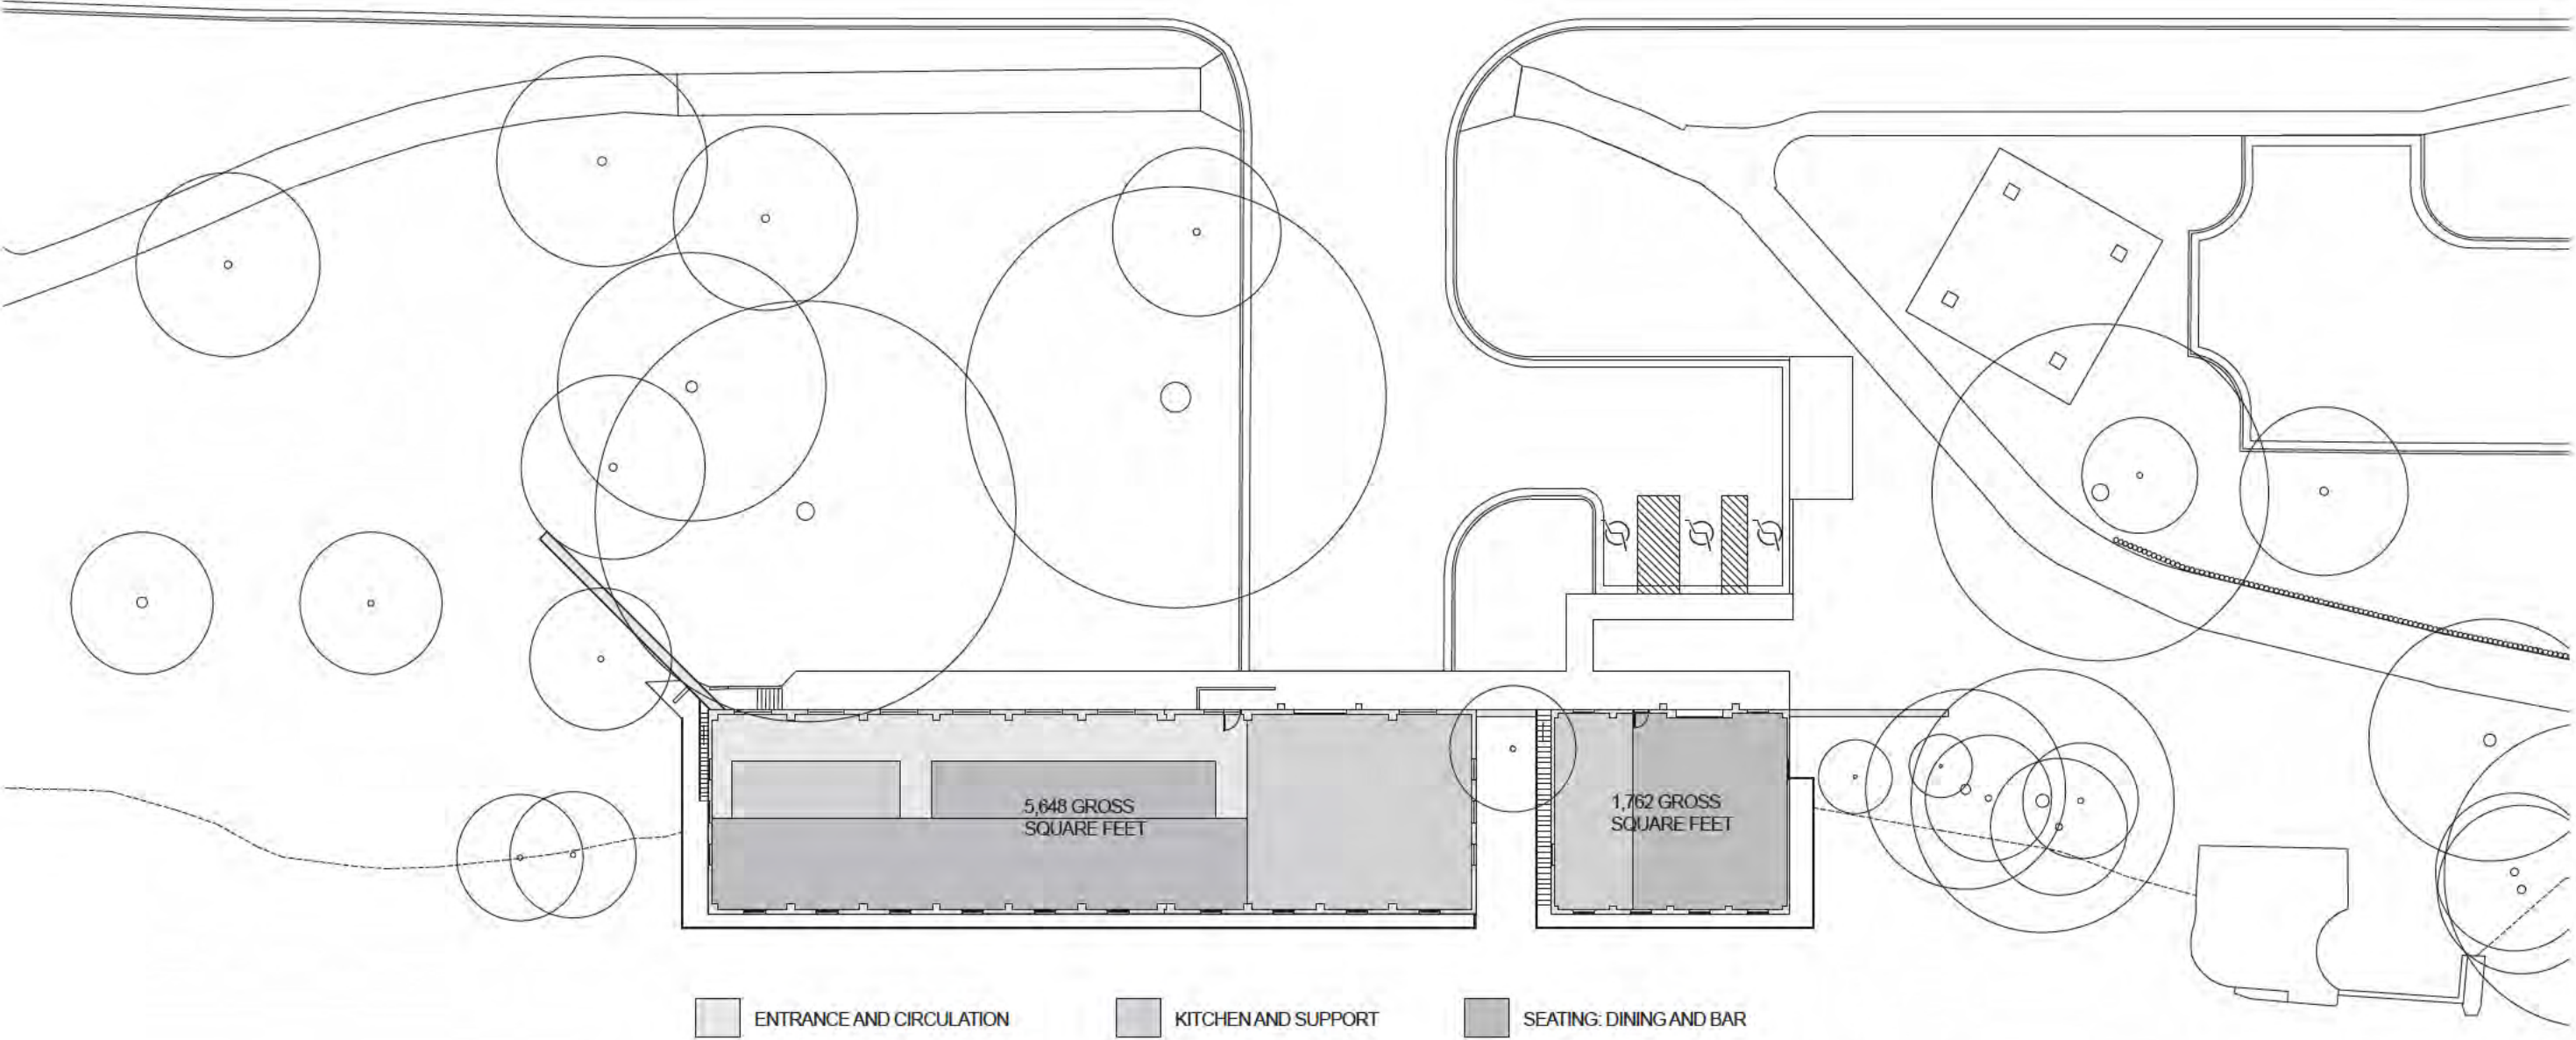 5,648 GROSS
SQUARE FEET
1,762 GROSS
SQUARE FEET
ENTRANCE AND CIRCULATION
KITCHEN AND SUPPORT
SEATING: DINING AND BAR